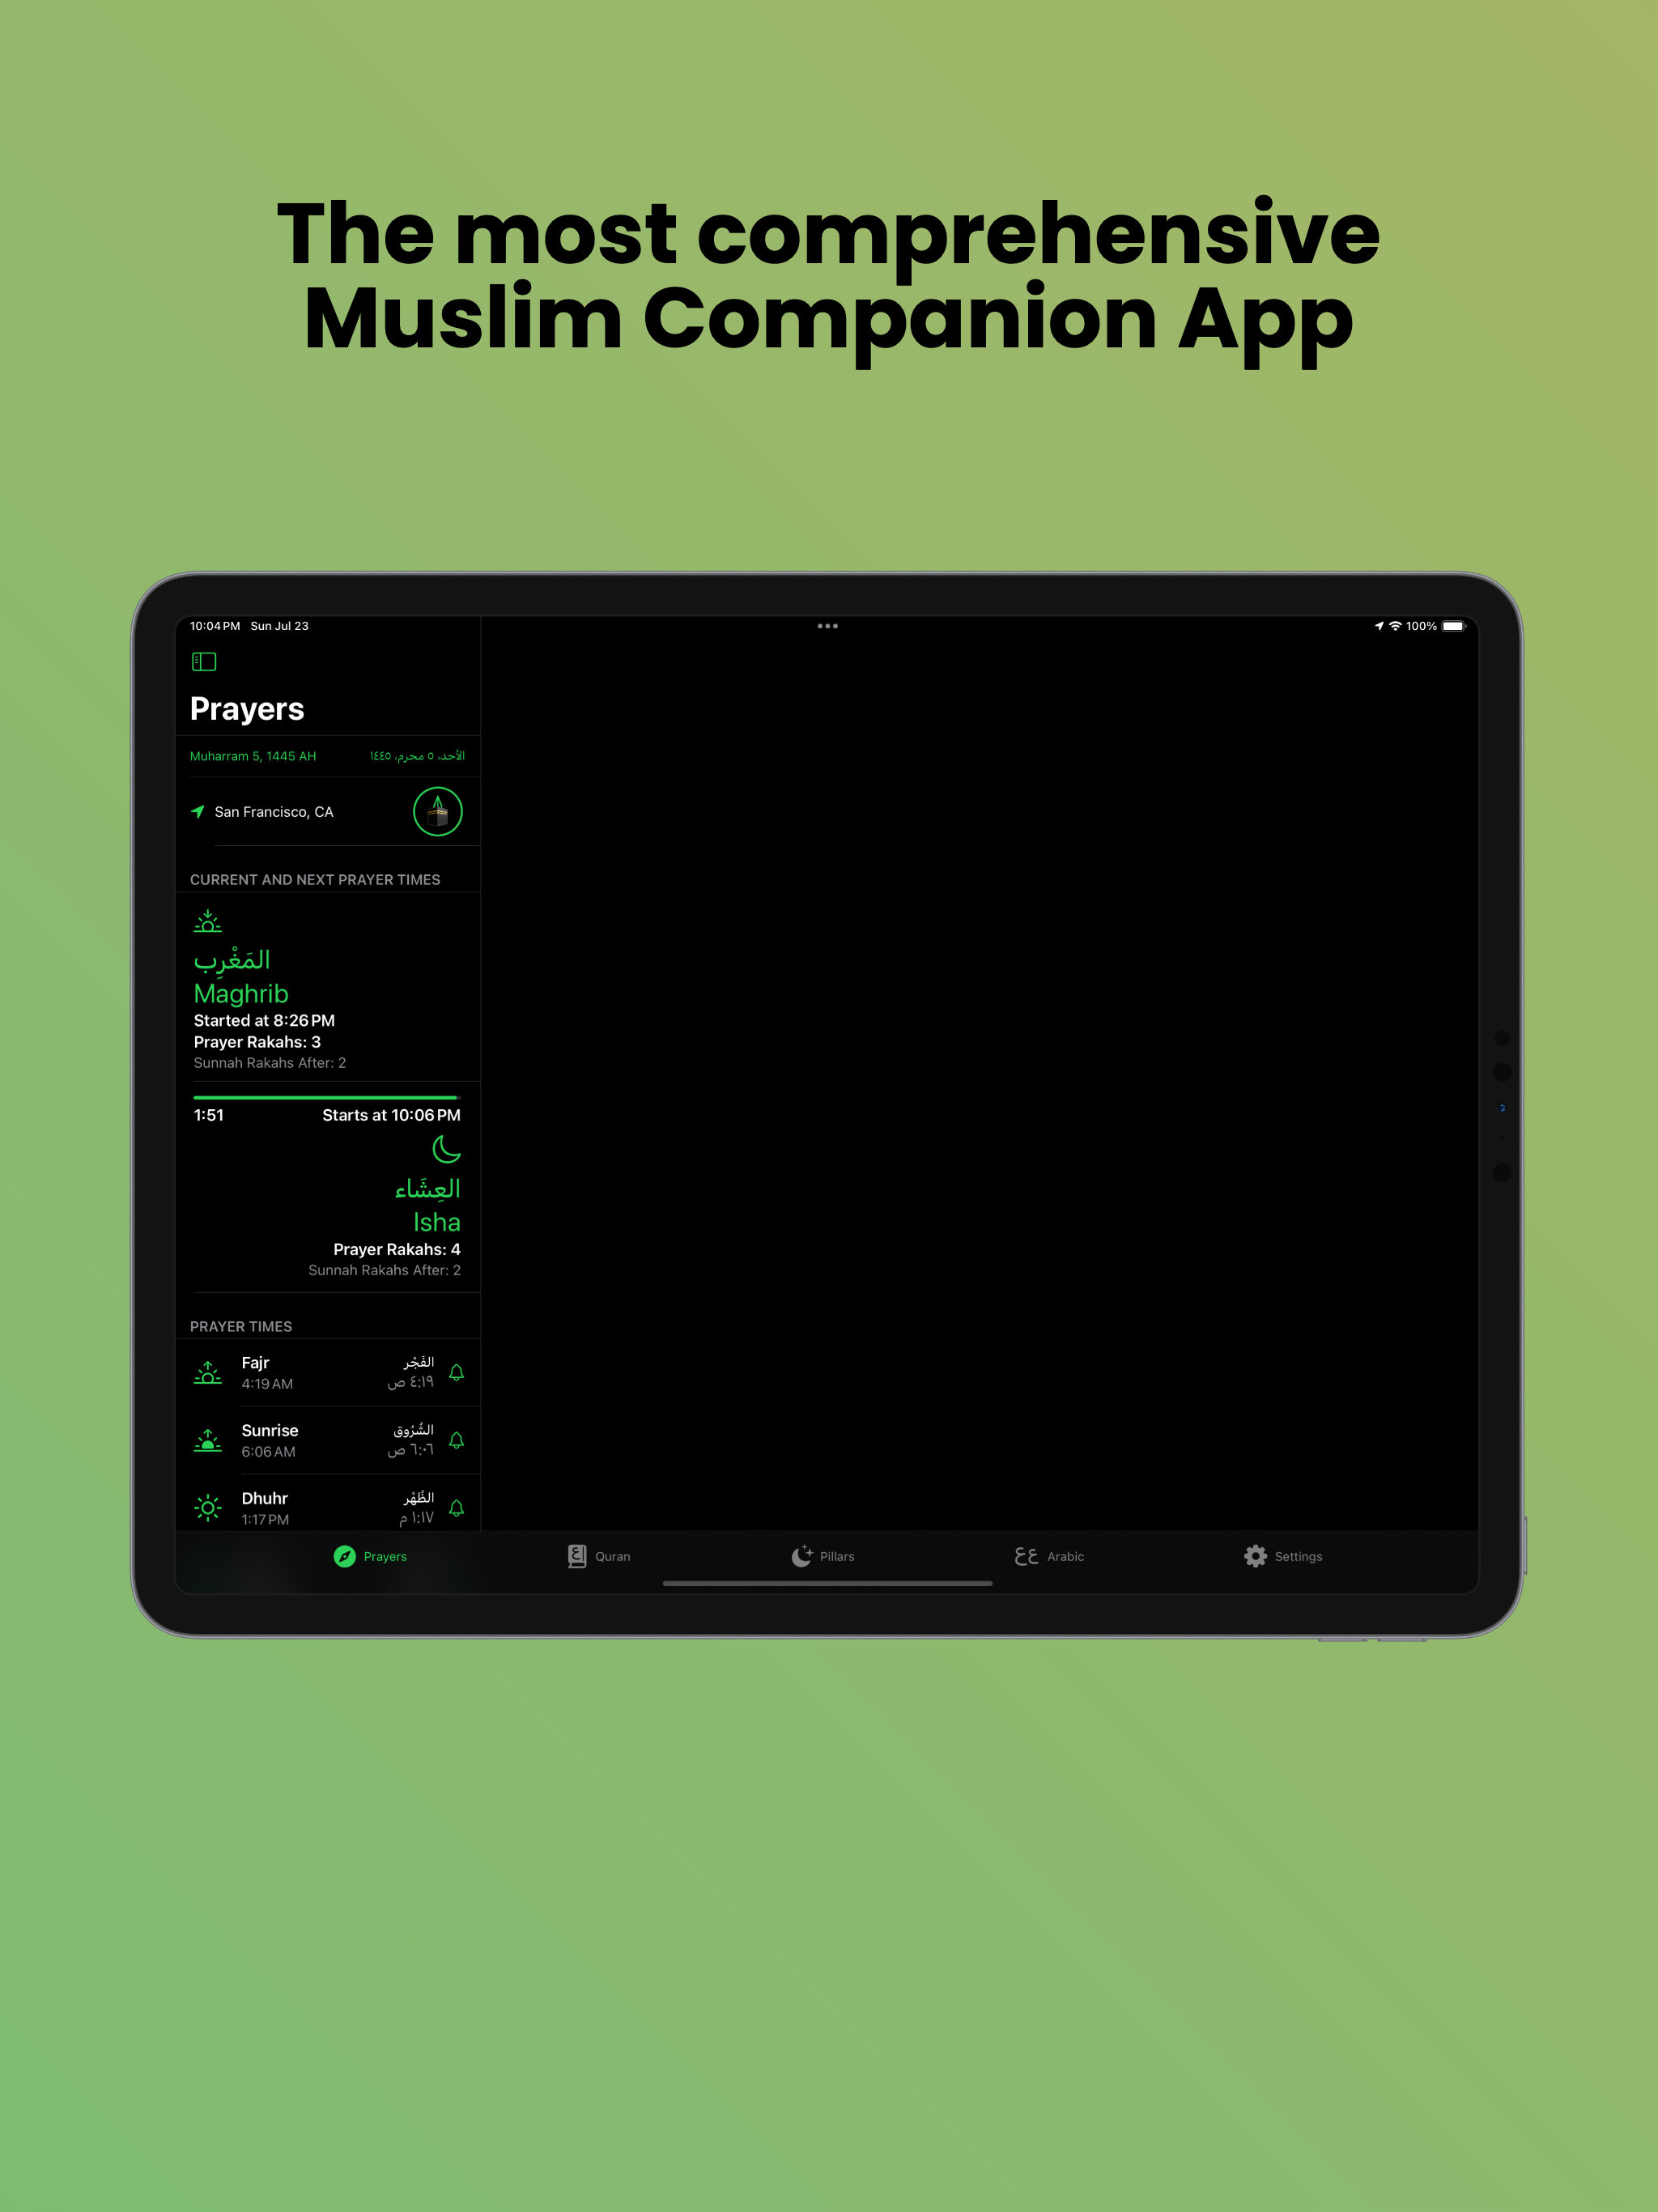 The most comprehensive
Muslim Companion App
10:04 PM Sun Jul 23
100%
Prayers
Muharram 5, 1445 AH
الأحد، ٥ محرم، ١٤٤٥
San Francisco, CA
CURRENT AND NEXT PRAYER TIMES
المَغْرِب
Maghrib
Started at 8:26 PM
Prayer Rakahs: 3
Sunnah Rakahs After: 2
1:51 Starts at 10:06 PM
العِشَاء
Isha
Prayer Rakahs: 4
Sunnah Rakahs After: 2
PRAYER TIMES
Fajr الفَجْر
4:19 AM ٤:١٩ ص
Sunrise الشُرُوق
6:06 AM ٦:٠٦ ص
Dhuhr الظُهْر
1:17 PM ١:١٧ م
Prayers Quran Pillars عع Arabic Settings